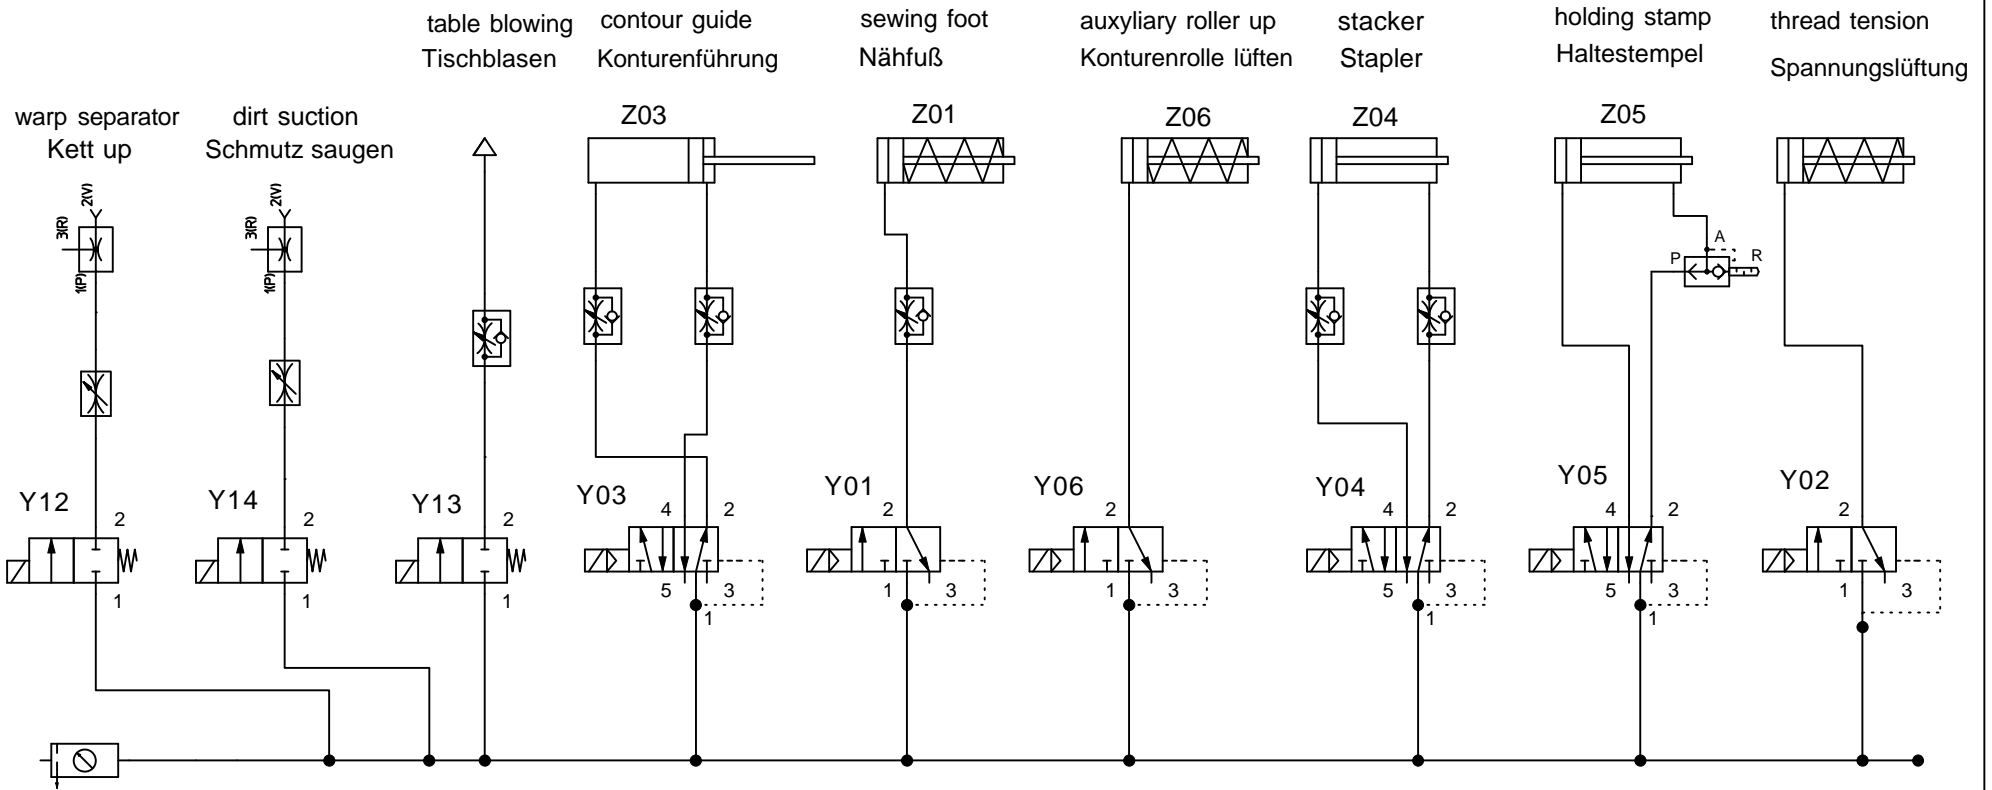 table blowing
Tischblasen
contour guide
Konturenführung
sewing foot
Nähfuß
auxyliary roller up
Konturenrolle lüften
stacker
Stapler
holding stamp
Haltestempel
thread tension
Spannungslüftung
warp separator
Kett up
dirt suction
Schmutz saugen
Z03
Z01
Z06
Z04
Z05
2(V)
3(R)
1(P)
2(V)
3(R)
1(P)
A
P
R
Y12
2
1
Y14
2
1
Y13
2
1
Y03
4
2
5
3
1
Y01
2
1
3
Y06
2
1
3
Y04
4
2
5
3
1
Y05
4
2
5
3
1
Y02
2
1
3